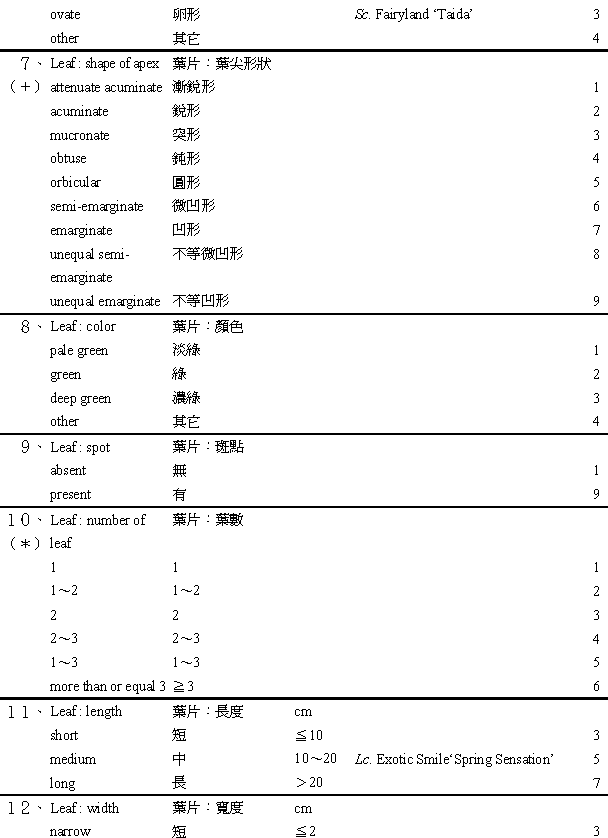 ovate 卵形 Sc. Fairyland ‘Taida’ 3
other 其它 4
７、 Leaf: shape of apex 葉片：葉尖形狀
（＋） attenuate acuminate 漸銳形 1
acuminate 銳形 2
mucronate 突形 3
obtuse 鈍形 4
orbicular 圓形 5
semi-emarginate 微凹形 6
emarginate 凹形 7
unequal semi- 不等微凹形 8
emarginate
unequal emarginate 不等凹形 9
８、 Leaf: color 葉片：顏色
pale green 淡綠 1
green 綠 2
deep green 濃綠 3
other 其它 4
９、 Leaf: spot 葉片：斑點
absent 無 1
present 有 9
１０、 Leaf: number of 葉片：葉數
（＊） leaf
1 1 1
1～2 1～2 2
2 2 3
2～3 2～3 4
1～3 1～3 5
more than or equal 3 ≧3 6
１１、 Leaf: length 葉片：長度 cm
short 短 ≦10 3
medium 中 10～20 Lc. Exotic Smile‘Spring Sensation’ 5
long 長 ＞20 7
１２、 Leaf: width 葉片：寬度 cm
narrow 短 ≦2 3